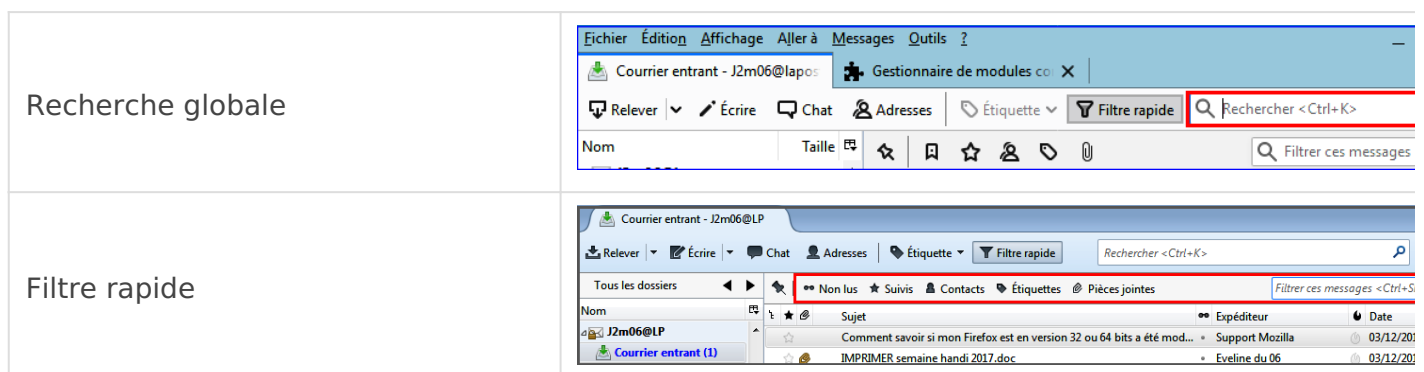 Recherche globale
Fichier Édition Affichage Aller à Messages Outils ?
Courrier entrant - J2m06@lapos Gestionnaire de modules co
Relever Écrire Chat Adresses Étiquette Filtre rapide Rechercher <Ctrl+K>
Nom Taille Filtrer ces messages
Filtre rapide
Courrier entrant - J2m06@LP
Relever Écrire Chat Adresses Étiquette Filtre rapide Rechercher <Ctrl+K>
Tous les dossiers Non lus Suivis Contacts Étiquettes Pièces jointes Filtrer ces messages <Ctrl+S
Nom Sujet Expéditeur Date
J2m06@LP Comment savoir si mon Firefox est en version 32 ou 64 bits a été mod... Support Mozilla 03/12/201
Courrier entrant (1) IMPRIMER semaine handi 2017.doc Eveline du 06 03/12/201